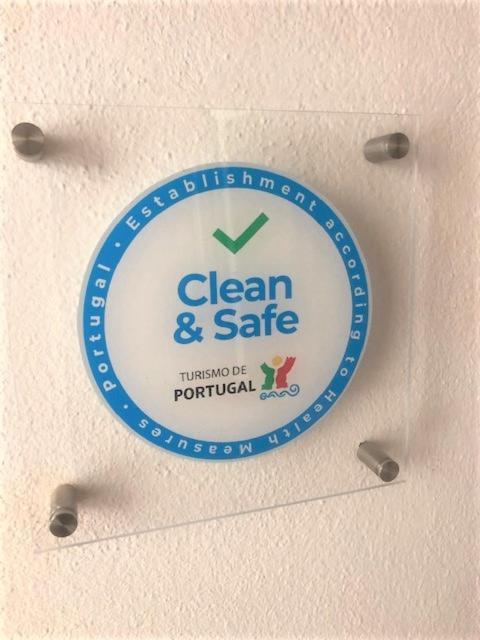 Portugal • Establishment according to Health Measures •
Clean
& Safe
TURISMO DE
PORTUGAL